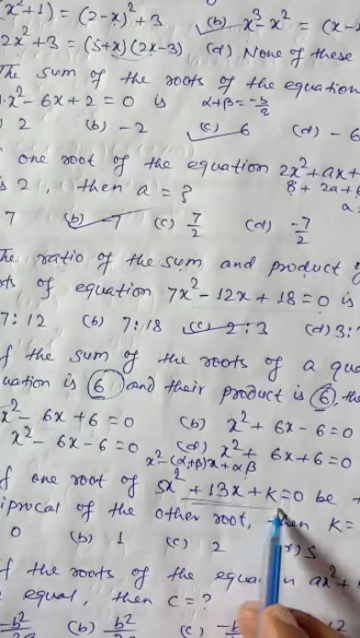 x²+1) = (2-x)²+3 (b) x³-x² = (x-
2x²+3 = (5+x)(2x-3) (d) None of these
The sum of the roots of the equation
x²-6x+2=0 is α+β = -b/a
2 (b) -2 (c) 6 (d) -6
one root of the equation 2x²+ax+
is 2, then a = ? 8+2a+
7 (b) -7 (c) 7/2 (d) -7/2
The ratio of the sum and product
of equation 7x²-12x+18=0 is
7:12 (b) 7:18 (c) 2:3 (d) 3:
If the sum of the roots of a qua
uation is 6 and their product is 6, the
x²-6x+6=0 (b) x²+6x-6=0
x²-6x-6=0 (d) x²+6x+6=0
x²-(α+β)x+αβ
If one root of 5x²+13x+K=0 be
iprocal of the other root, then K=
0 (b) 1 (c) 2 5
If the roots of the equa n ax²+
equal, then c = ?
-b²/ (b) b²/2a (c) -b